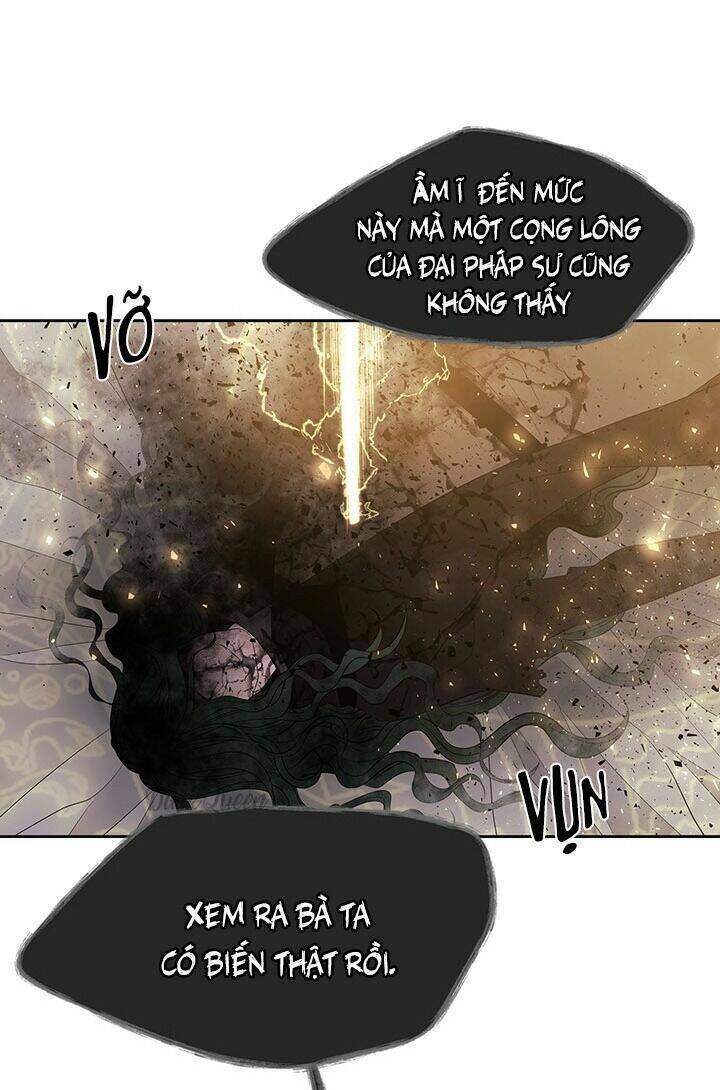 ẦM Ĩ ĐẾN MỨC
NÀY MÀ MỘT CỌNG LÔNG
CỦA ĐẠI PHÁP SƯ CŨNG
KHÔNG THẤY
VỠ
VỤN
XEM RA BÀ TA
CÓ BIẾN THẬT RỒI.